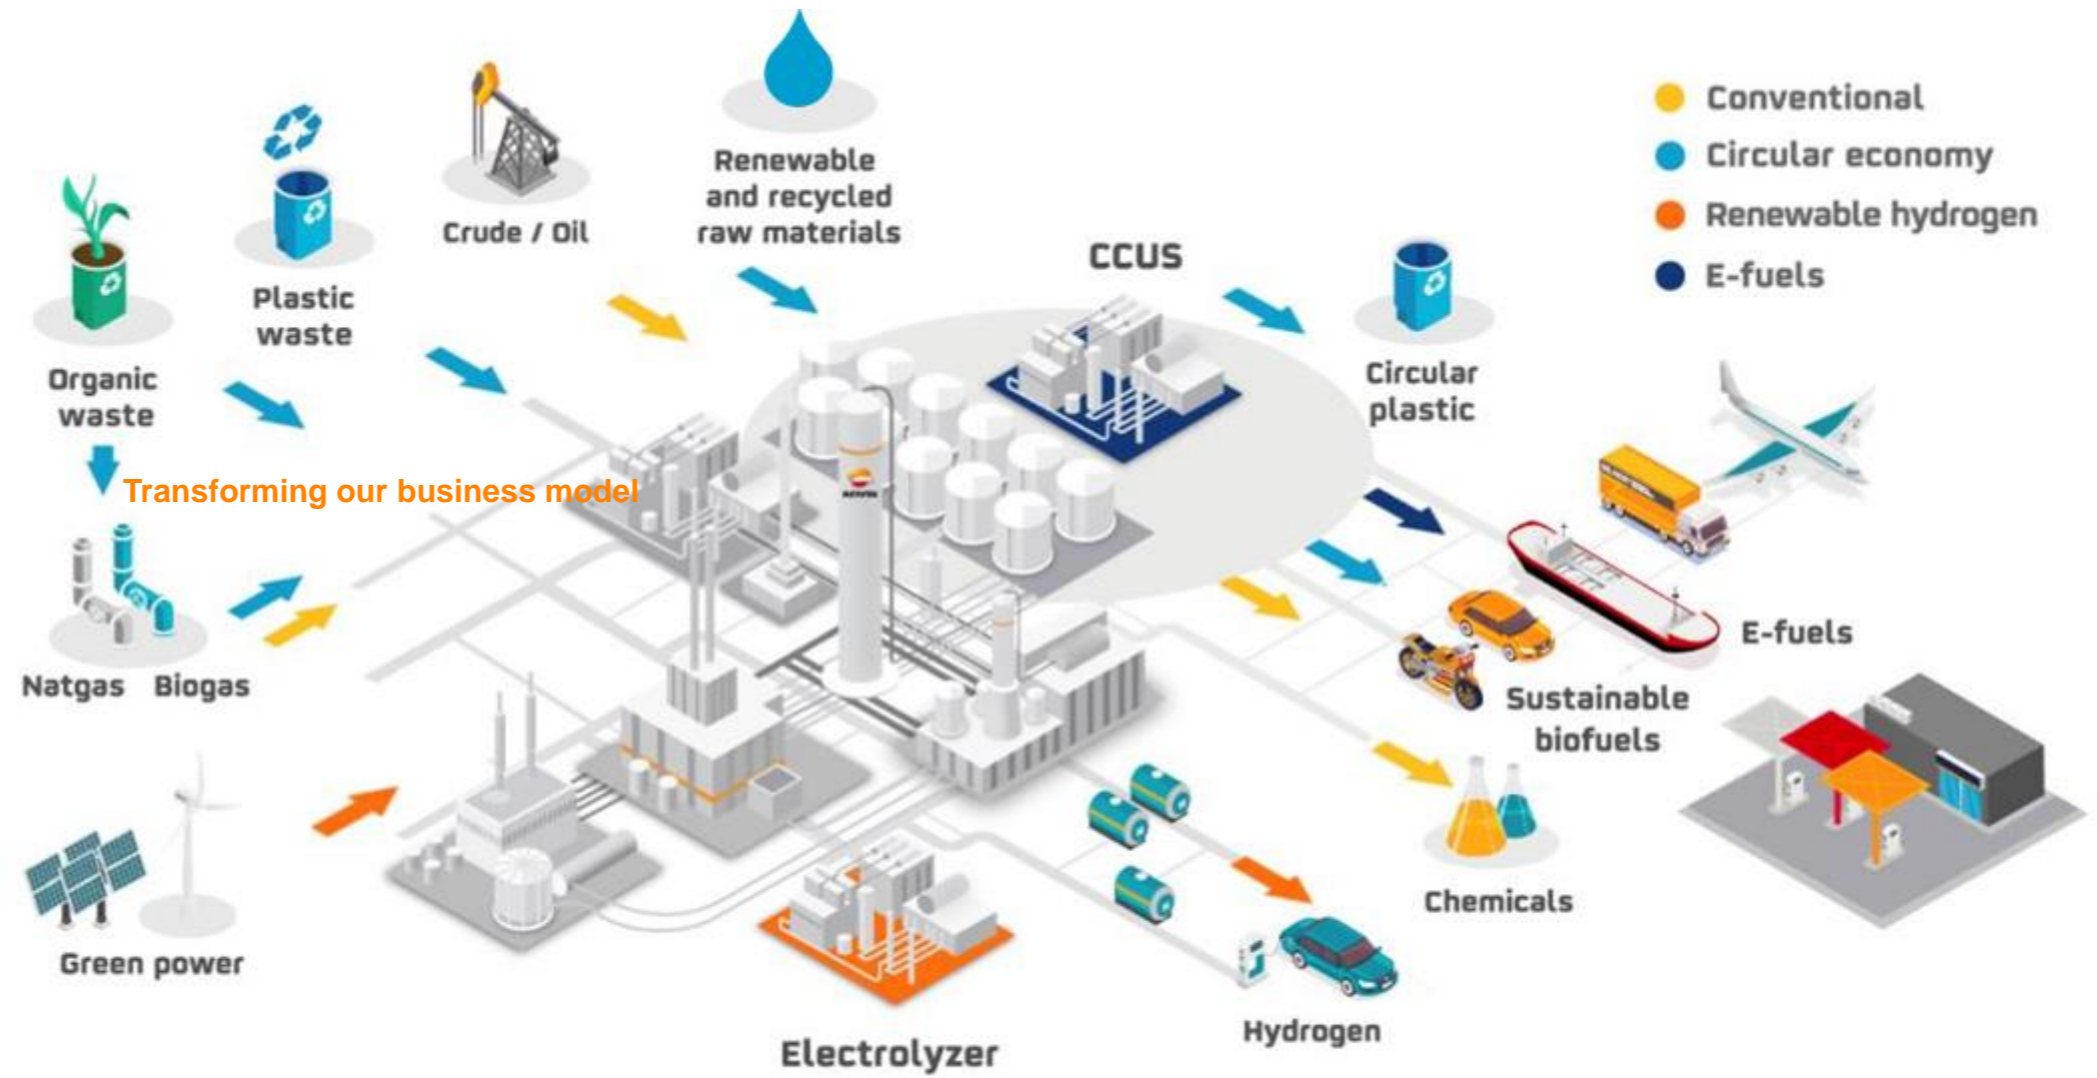 Renewable
and recycled
raw materials
Crude / Oil
Plastic
waste
Organic
waste
Transforming our business model
Natgas Biogas
Green power
CCUS
Circular
plastic
Conventional
Circular economy
Renewable hydrogen
E-fuels
E-fuels
Sustainable
biofuels
Chemicals
Hydrogen
Electrolyzer